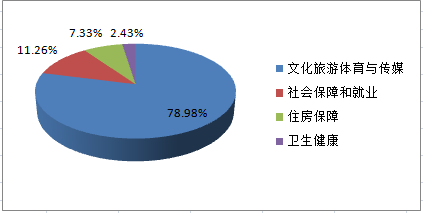 7.33%
2.43%
11.26%
78.98%
文化旅游体育与传媒
社会保障和就业
住房保障
卫生健康